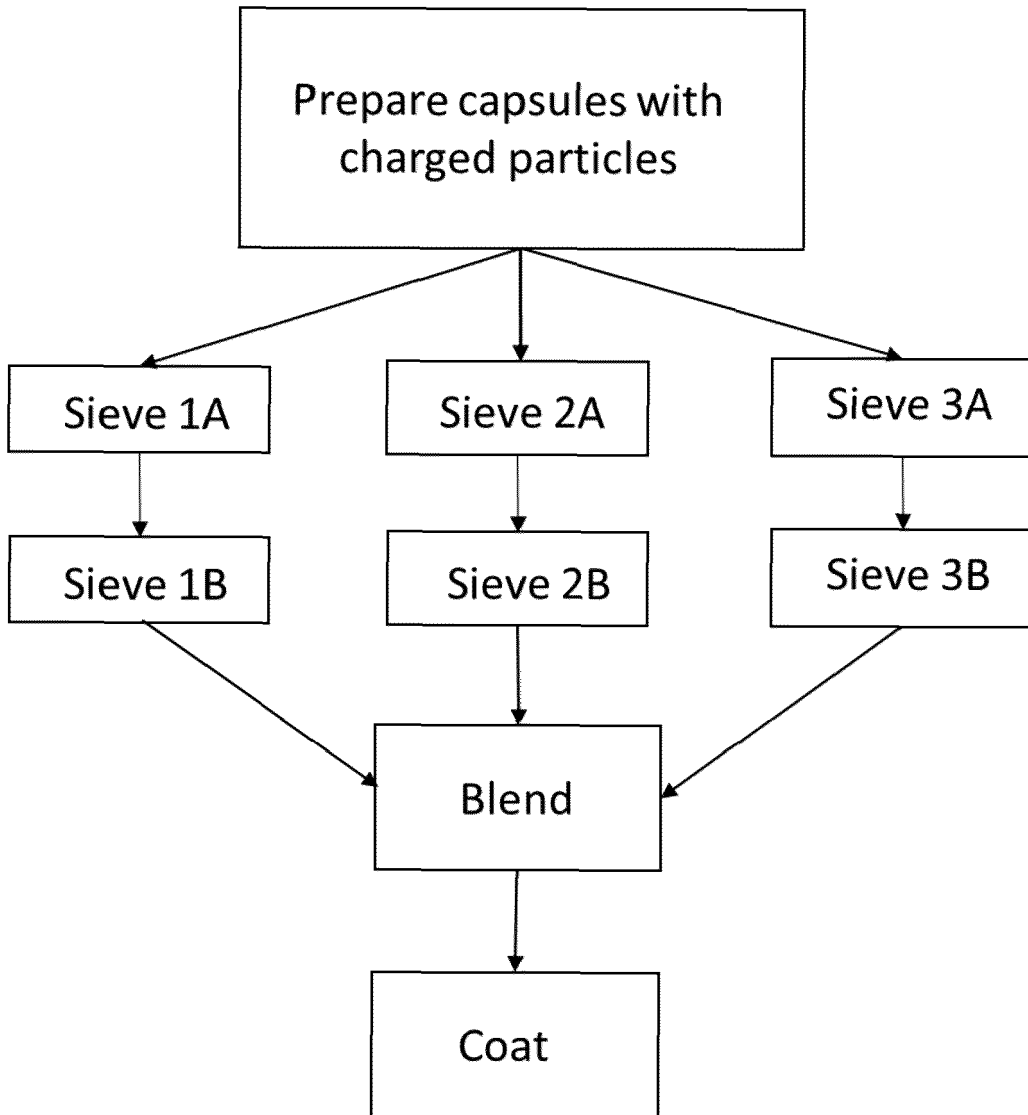 Prepare capsules with
charged particles
Sieve 1A
Sieve 2A
Sieve 3A
Sieve 1B
Sieve 2B
Sieve 3B
Blend
Coat